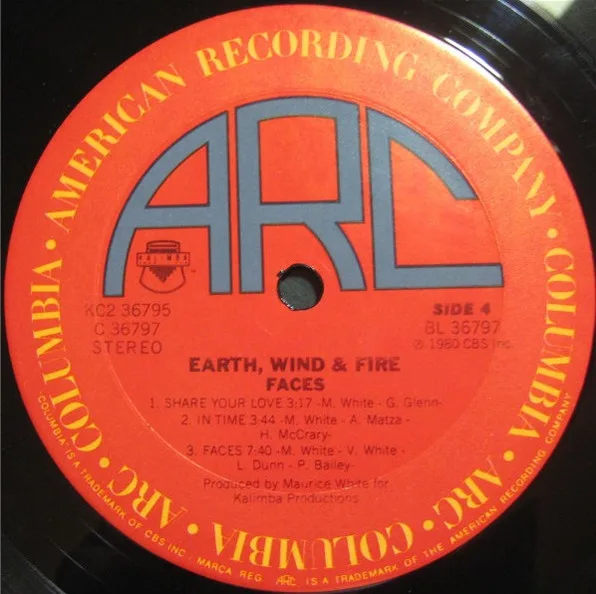 COLUMBIA • AMERICAN RECORDING COMPANY • COLUMBIA • ARC • COLUMBIA • ARC •
ARC
KALIMBA
KC2 36795
C 36797
STEREO
SIDE 4
BL 36797
℗ 1980 CBS Inc.
EARTH, WIND & FIRE
FACES
1. SHARE YOUR LOVE 3:17 -M. White - G. Glenn-
2. IN TIME 3:44 -M. White - A. Matza -
H. McCrary-
3. FACES 7:40 -M. White - V. White -
L. Dunn - P. Bailey-
Produced by Maurice White for
Kalimba Productions
"COLUMBIA" IS A TRADEMARK OF CBS INC. MARCA REG. ARC IS A TRADEMARK OF THE AMERICAN RECORDING COMPANY